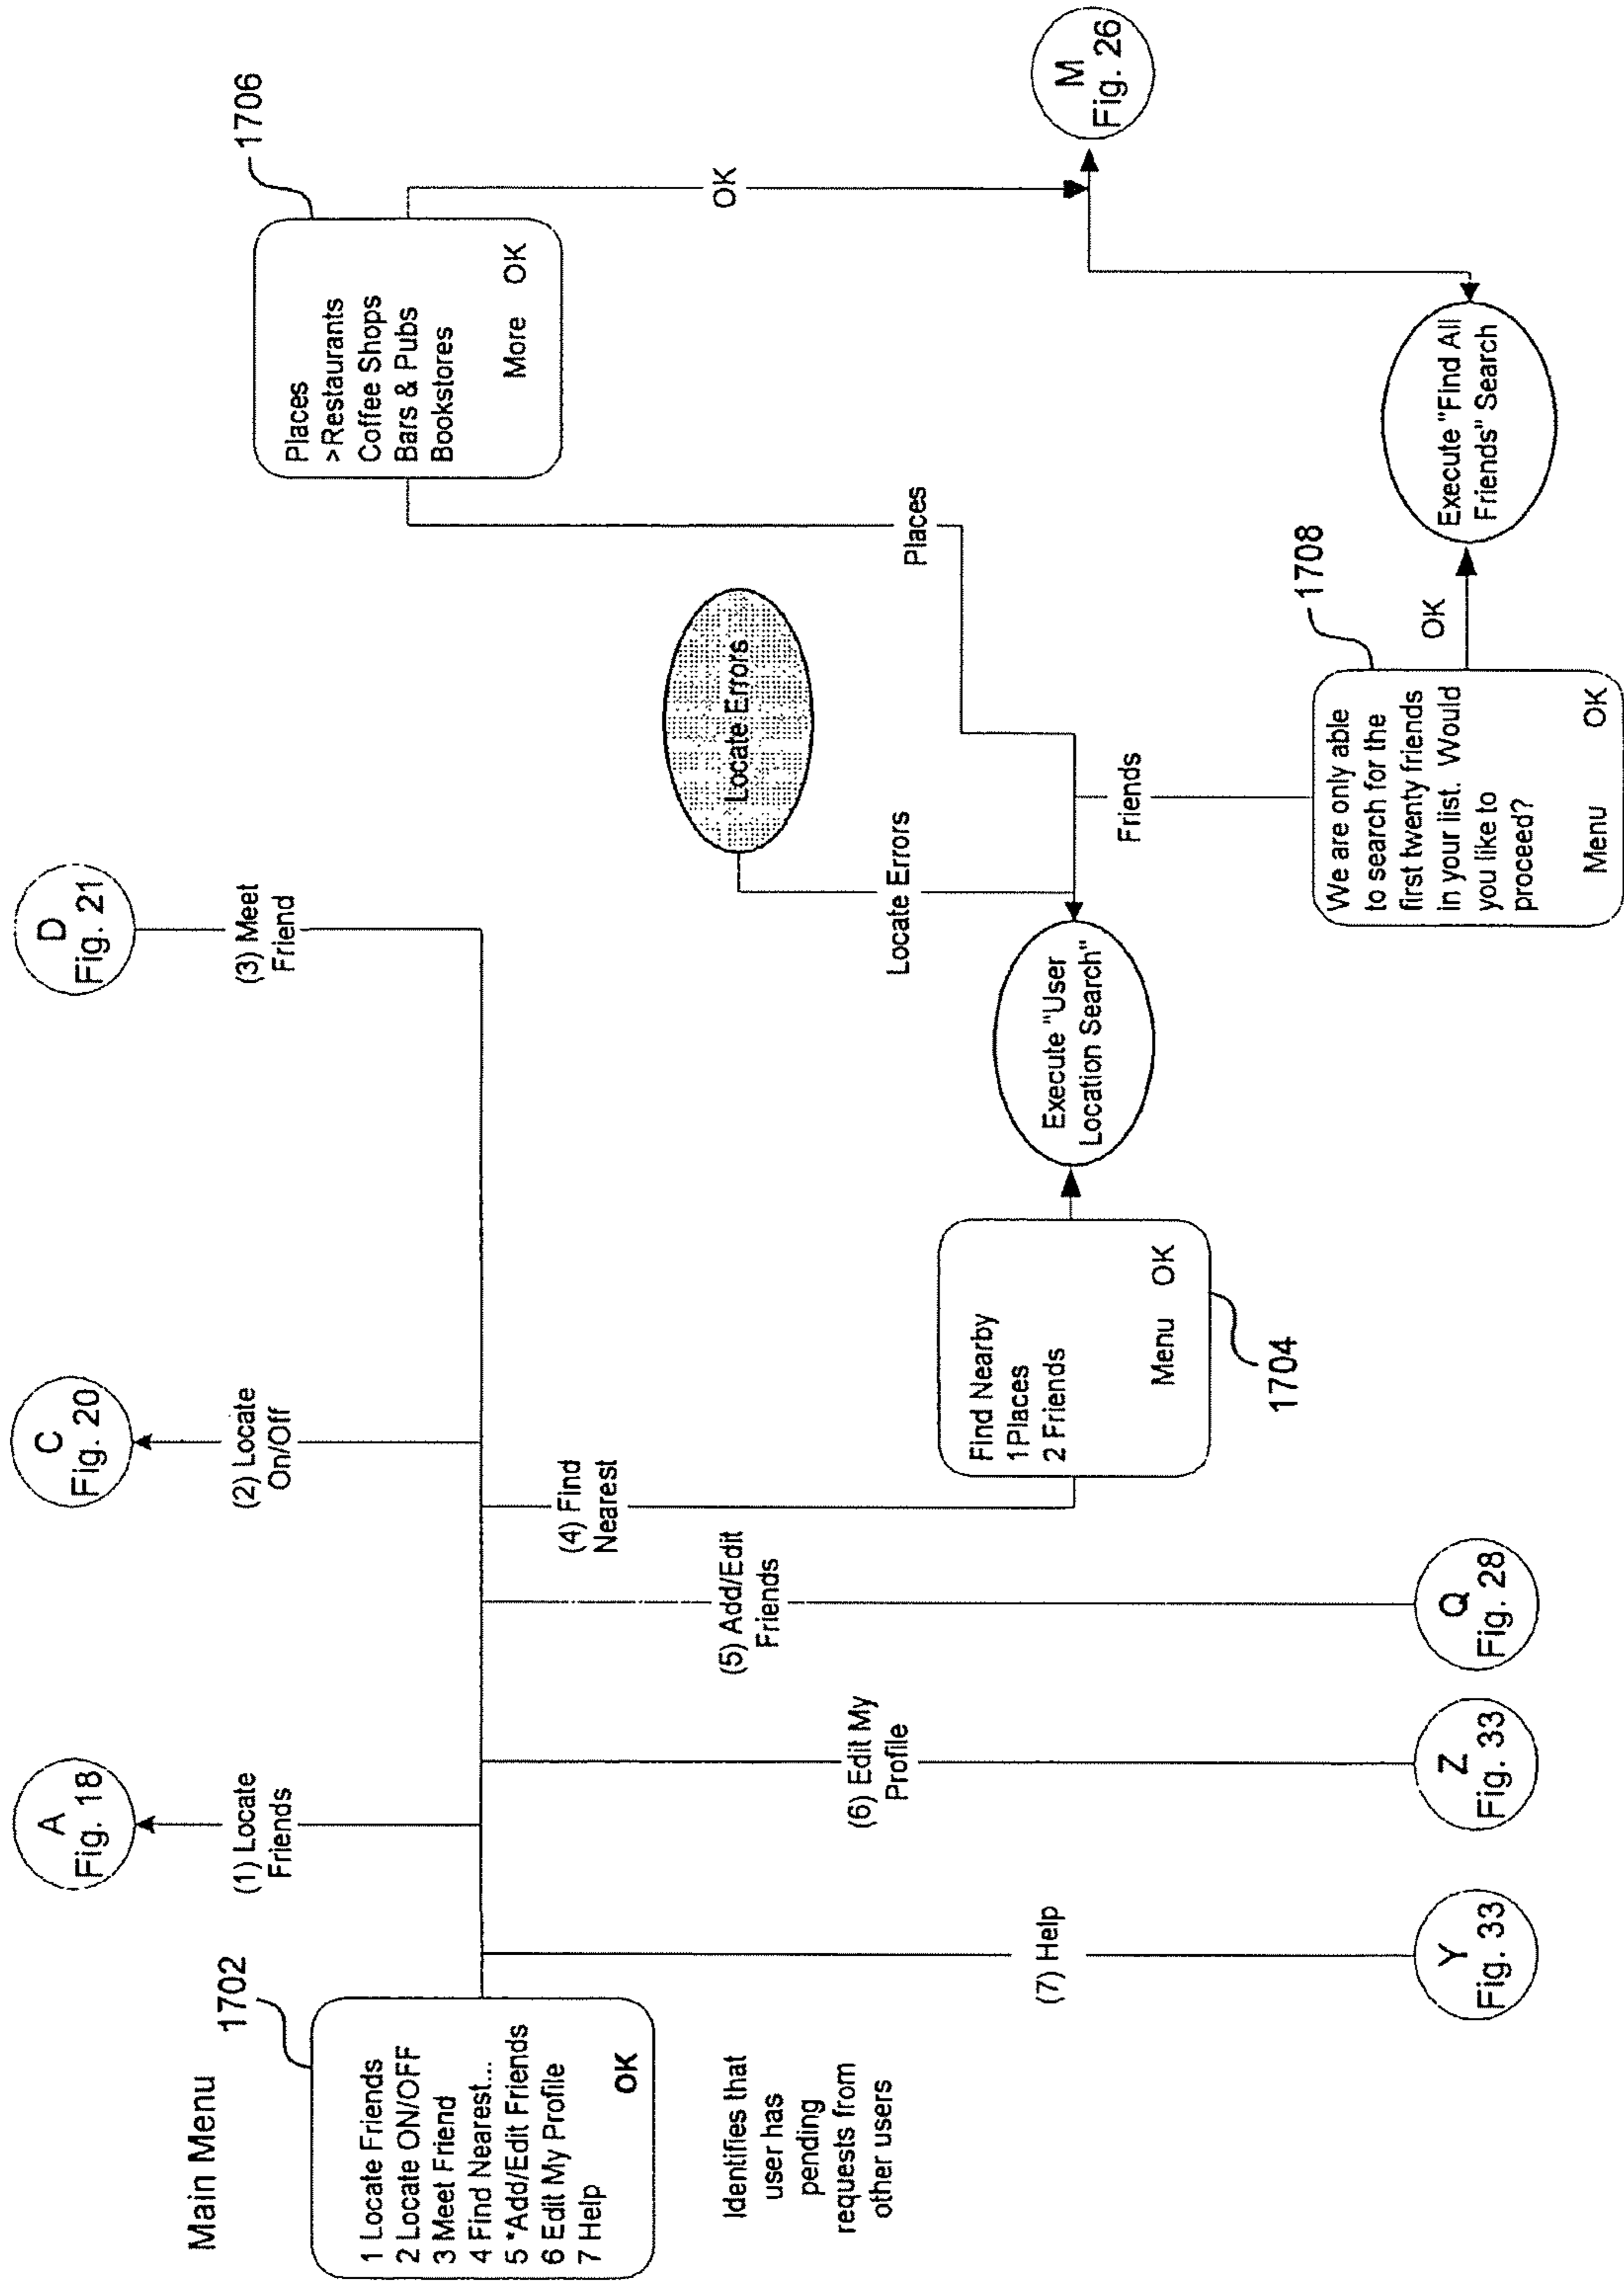 Main Menu
1702
1 Locate Friends
2 Locate ON/OFF
3 Meet Friend
4 Find Nearest...
5 *Add/Edit Friends
6 Edit My Profile
7 Help
OK
Identifies that
user has
pending
requests from
other users
A
Fig. 18
(1) Locate
Friends
C
Fig. 20
(2) Locate
On/Off
D
Fig. 21
(3) Meet
Friend
(4) Find
Nearest
(5) Add/Edit
Friends
(6) Edit My
Profile
(7) Help
Y
Fig. 33
Z
Fig. 33
Q
Fig. 28
Find Nearby
1Places
2 Friends
Menu OK
1704
Execute "User
Location Search"
Locate Errors
Locate Errors
Places
Friends
1706
Places
>Restaurants
Coffee Shops
Bars & Pubs
Bookstores
More OK
OK
M
Fig. 26
1708
We are only able
to search for the
first twenty friends
in your list. Would
you like to
proceed?
Menu OK
OK
Execute "Find All
Friends" Search